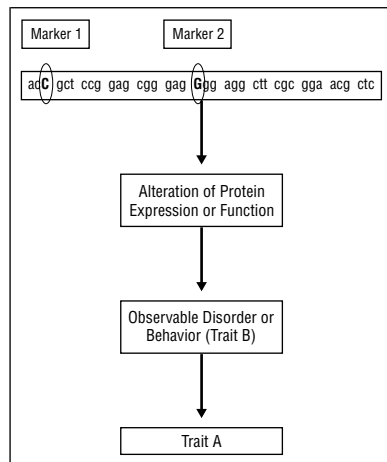 Marker 1 Marker 2
acC gct ccg gag cgg gag Ggg agg ctt cgc gga acg ctc
Alteration of Protein
Expression or Function
Observable Disorder or
Behavior (Trait B)
Trait A